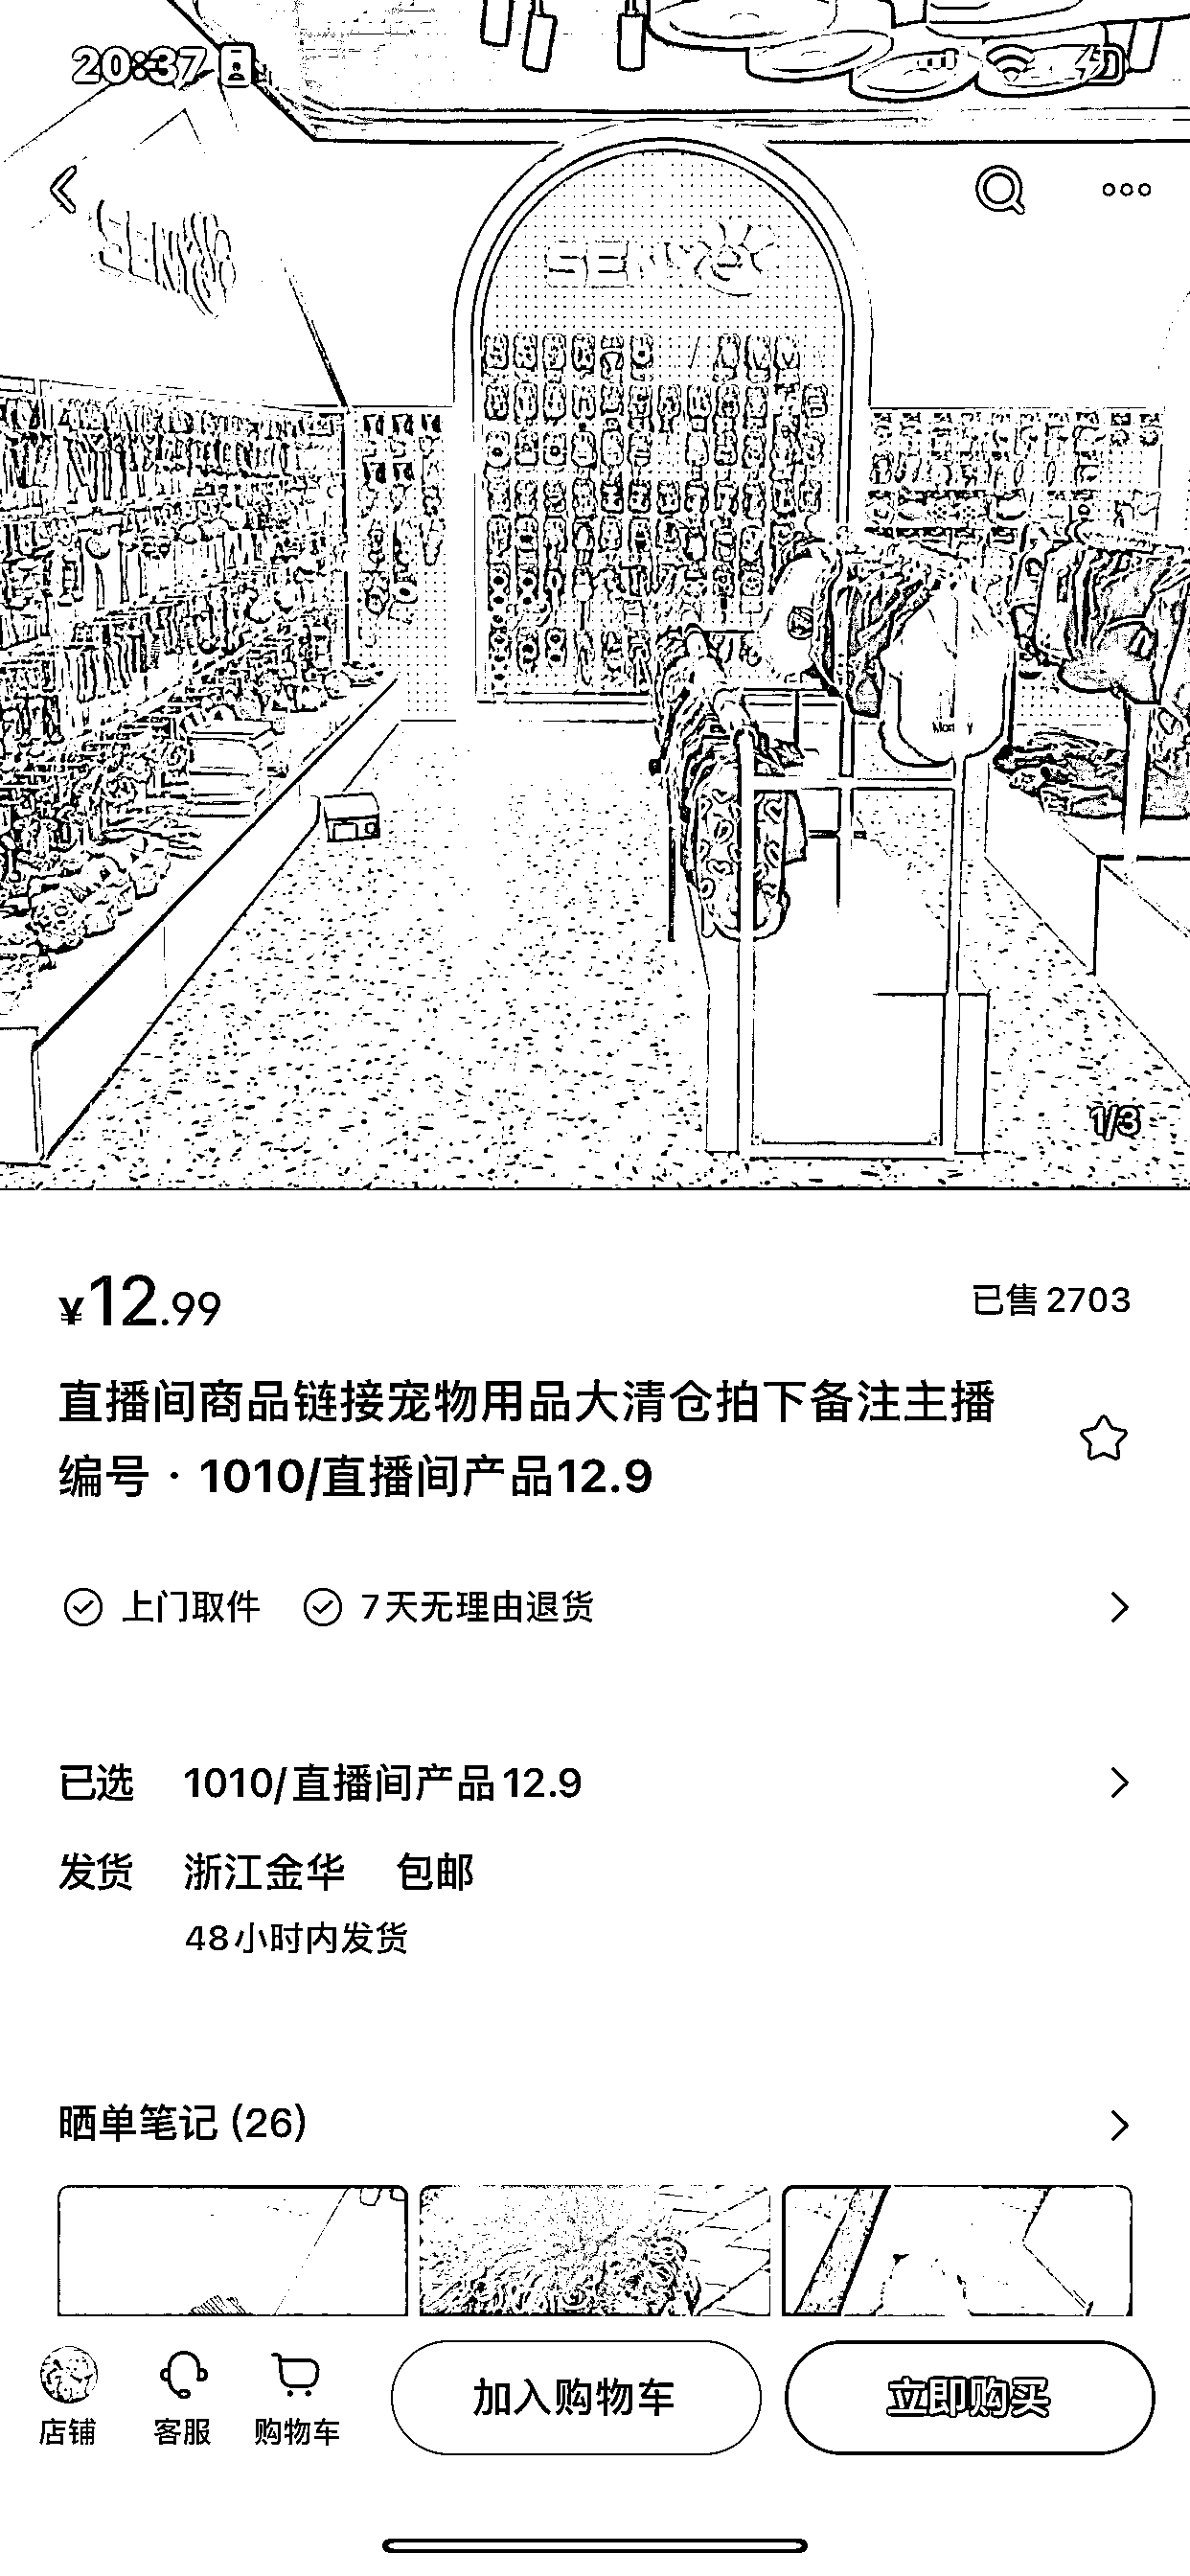 20:37
SENY
1/3
¥12.99
已售2703
直播间商品链接宠物用品大清仓拍下备注主播
编号 · 1010/直播间产品12.9
上门取件 7天无理由退货
已选 1010/直播间产品12.9
发货 浙江金华 包邮
48小时内发货
晒单笔记 (26)
店铺 客服 购物车 加入购物车 立即购买